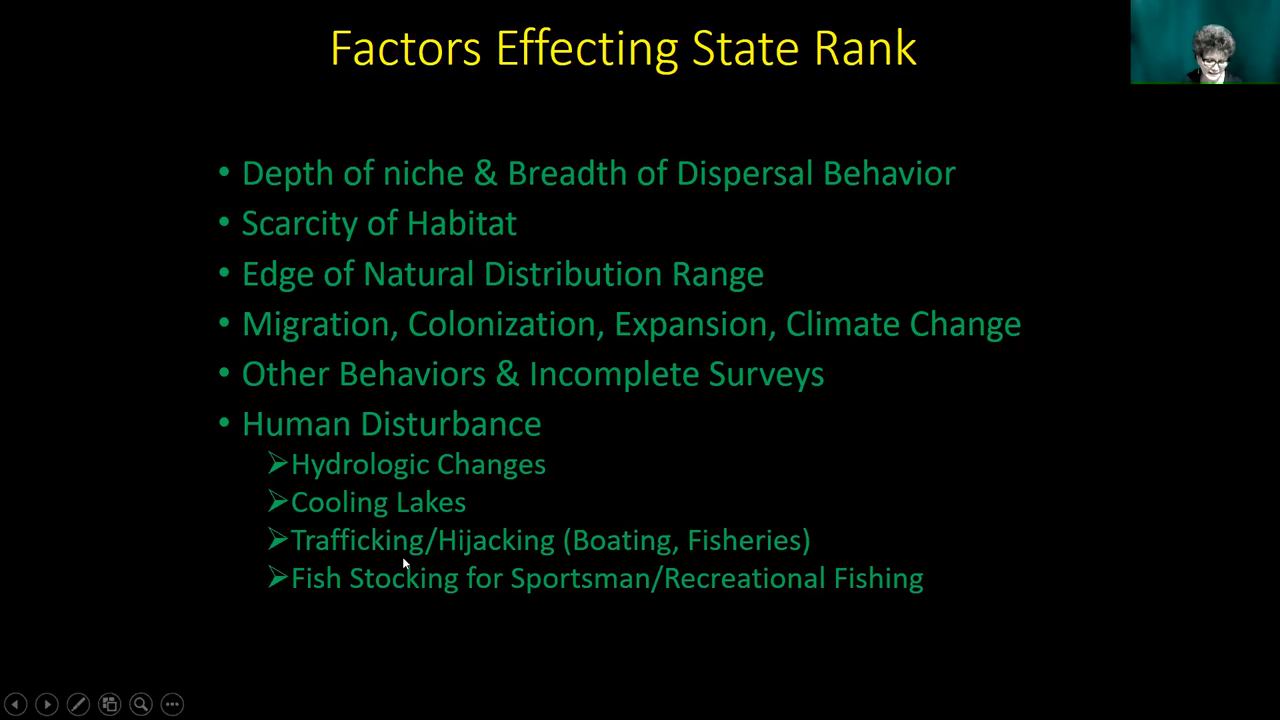 Factors Effecting State Rank
• Depth of niche & Breadth of Dispersal Behavior
• Scarcity of Habitat
• Edge of Natural Distribution Range
• Migration, Colonization, Expansion, Climate Change
• Other Behaviors & Incomplete Surveys
• Human Disturbance
➢Hydrologic Changes
➢Cooling Lakes
➢Trafficking/Hijacking (Boating, Fisheries)
➢Fish Stocking for Sportsman/Recreational Fishing